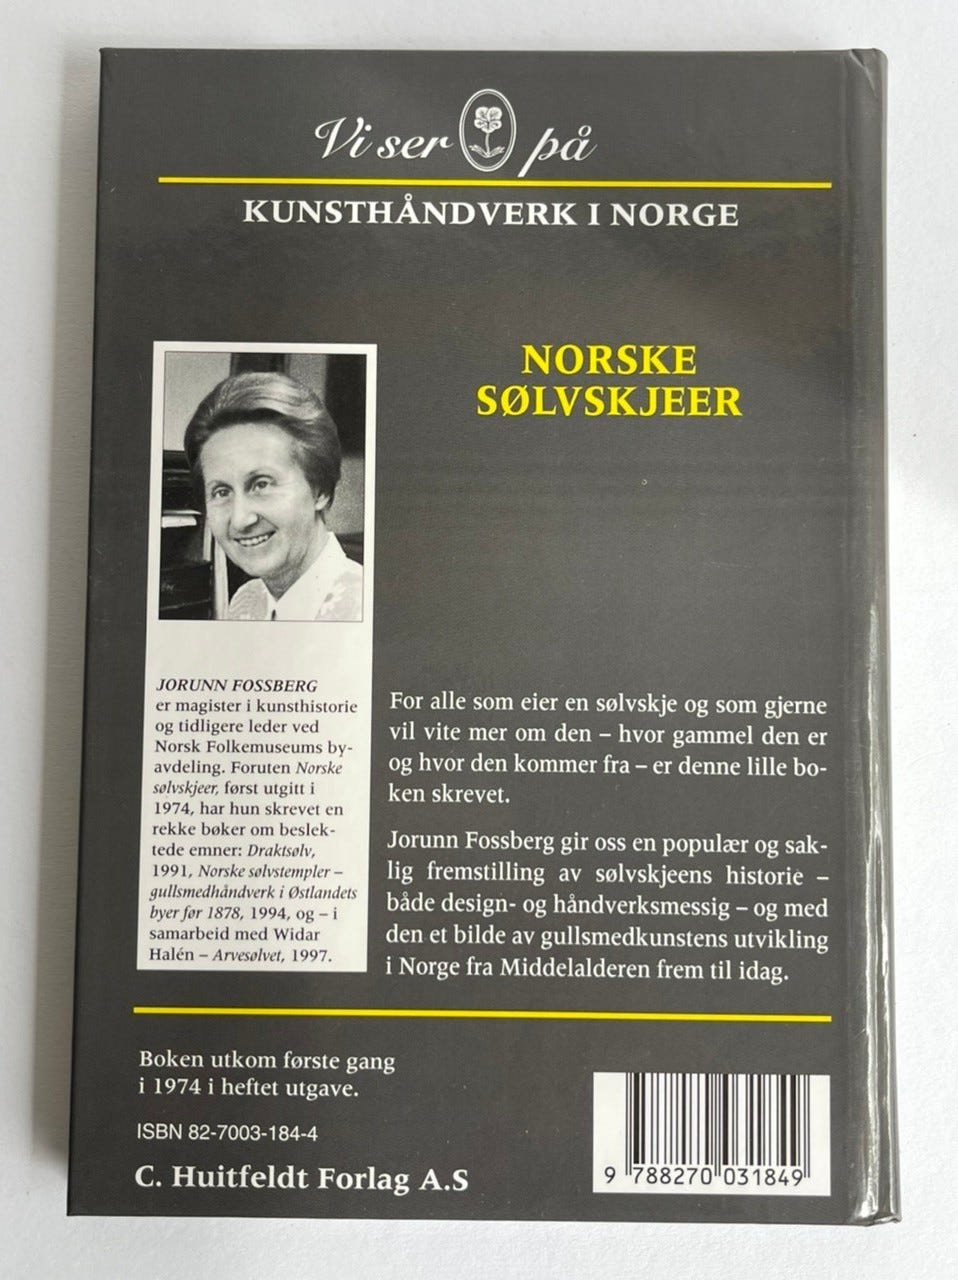 Vi ser på
KUNSTHÅNDVERK I NORGE
NORSKE
SØLVSKJEER
JORUNN FOSSBERG
er magister i kunsthistorie
og tidligere leder ved
Norsk Folkemuseums by-
avdeling. Foruten Norske
sølvskjeer, først utgitt i
1974, har hun skrevet en
rekke bøker om beslek-
tede emner: Draktsølv,
1991, Norske sølvstempler –
gullsmedhåndverk i Østlandets
byer før 1878, 1994, og – i
samarbeid med Widar
Halén – Arvesølvet, 1997.
For alle som eier en sølvskje og som gjerne
vil vite mer om den – hvor gammel den er
og hvor den kommer fra – er denne lille bo-
ken skrevet.
Jorunn Fossberg gir oss en populær og sak-
lig fremstilling av sølvskjeens historie –
både design- og håndverksmessig – og med
den et bilde av gullsmedkunstens utvikling
i Norge fra Middelalderen frem til idag.
Boken utkom første gang
i 1974 i heftet utgave.
ISBN 82-7003-184-4
C. Huitfeldt Forlag A.S
9 788270 031849